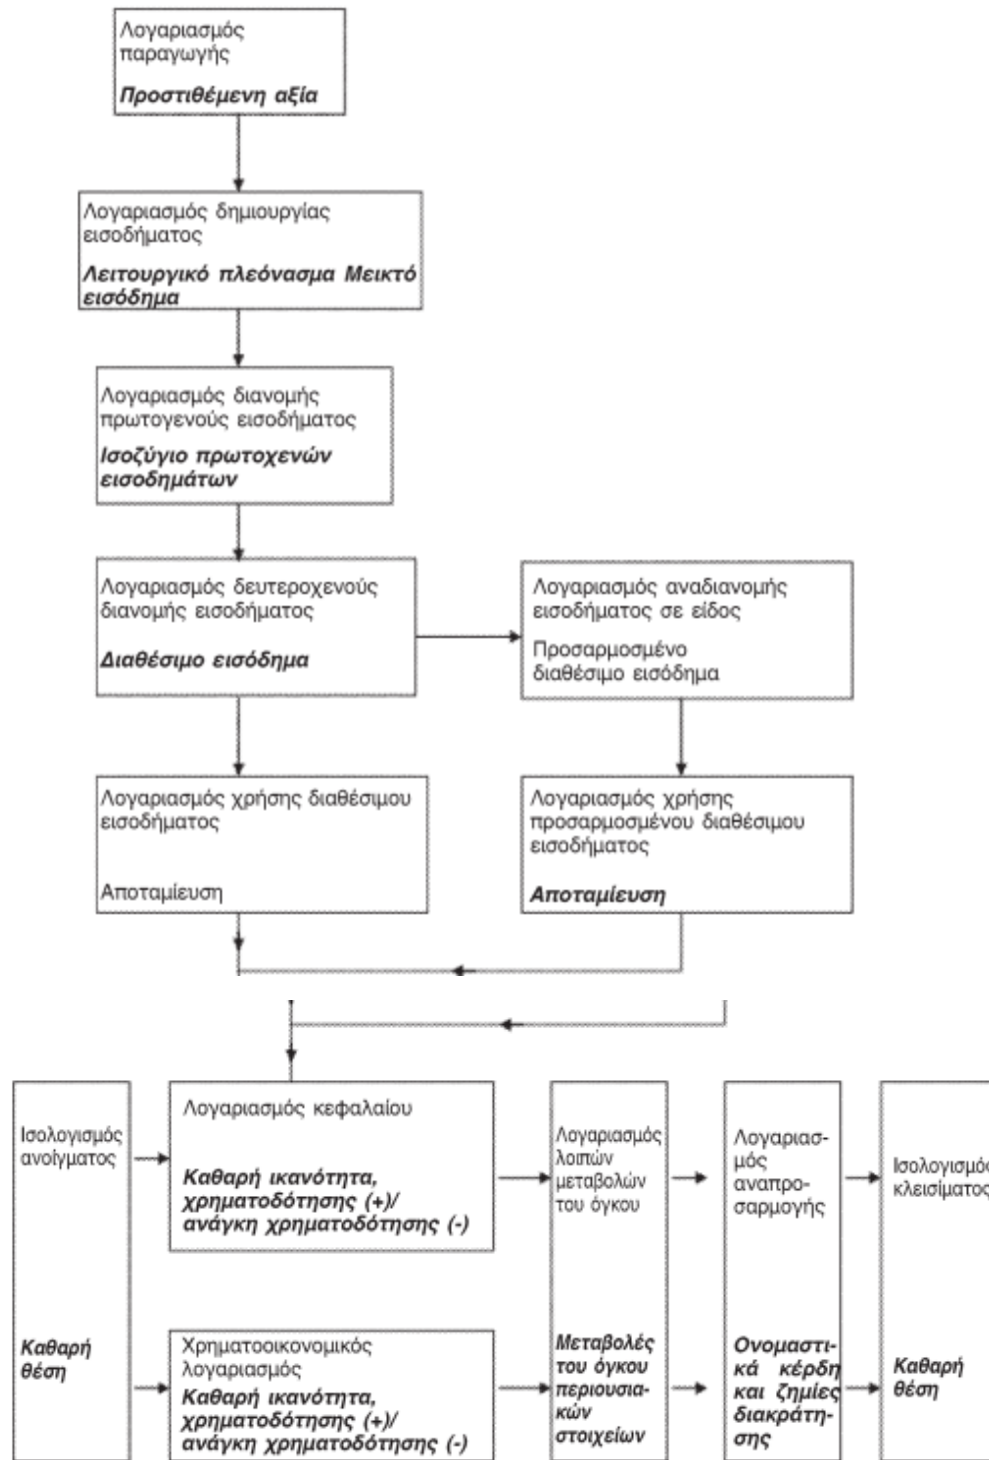 Λογαριασμός
παραγωγής
Προστιθέμενη αξία
Λογαριασμός δημιουργίας
εισοδήματος
Λειτουργικό πλεόνασμα Μεικτό
εισόδημα
Λογαριασμός διανομής
πρωτογενούς εισοδήματος
Ισοζύγιο πρωτοχενών
εισοδημάτων
Λογαριασμός δευτεροχενούς
διανομής εισοδήματος
Διαθέσιμο εισόδημα
Λογαριασμός αναδιανομής
εισοδήματος σε είδος
Προσαρμοσμένο
διαθέσιμο εισόδημα
Λογαριασμός χρήσης διαθέσιμου
εισοδήματος
Αποταμίευση
Λογαριασμός χρήσης
προσαρμοσμένου διαθέσιμου
εισοδήματος
Αποταμίευση
Ισολογισμός
ανοίγματος
Καθαρή
θέση
Λογαριασμός κεφαλαίου
Καθαρή ικανότητα,
χρηματοδότησης (+)/
ανάγκη χρηματοδότησης (-)
Χρηματοοικονομικός
λογαριασμός
Καθαρή ικανότητα,
χρηματοδότησης (+)/
ανάγκη χρηματοδότησης (-)
Λογαριασμός
λοιπών
μεταβολών
του όγκου
Μεταβολές
του όγκου
περιουσια-
κών
στοιχείων
Λογαριασ-
μός
αναπρο-
σαρμογής
Ονομαστι-
κά κέρδη
και ζημίες
διακράτη-
σης
Ισολογισμός
κλεισίματος
Καθαρή
θέση